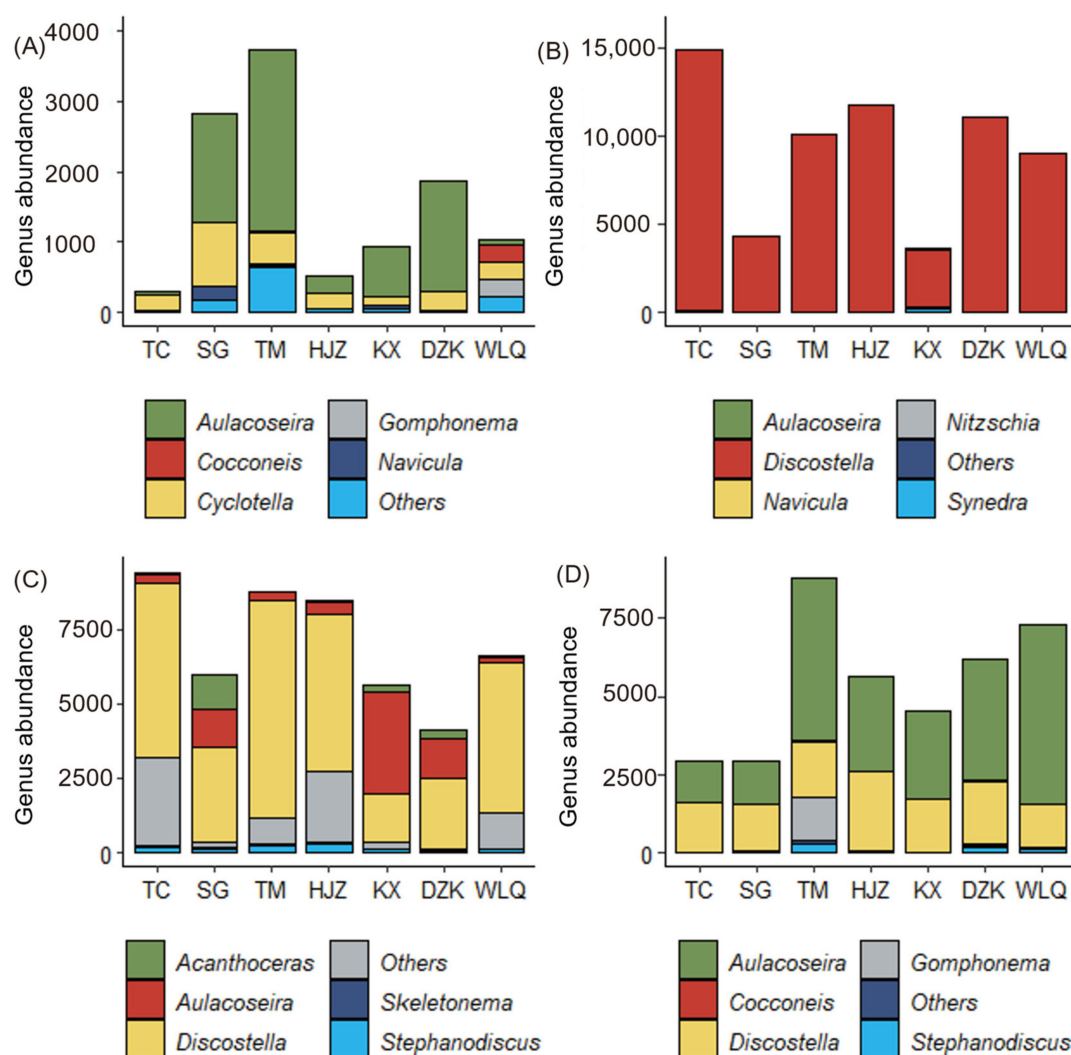 (A)
Genus abundance
4000
3000
2000
1000
0
TC SG TM HJZ KX DZK WLQ
Aulacoseira Gomphonema
Cocconeis Navicula
Cyclotella Others
(B)
Genus abundance
15,000
10,000
5000
0
TC SG TM HJZ KX DZK WLQ
Aulacoseira Nitzschia
Discostella Others
Navicula Synedra
(C)
Genus abundance
7500
5000
2500
0
TC SG TM HJZ KX DZK WLQ
Acanthoceras Others
Aulacoseira Skeletonema
Discostella Stephanodiscus
(D)
Genus abundance
7500
5000
2500
0
TC SG TM HJZ KX DZK WLQ
Aulacoseira Gomphonema
Cocconeis Others
Discostella Stephanodiscus